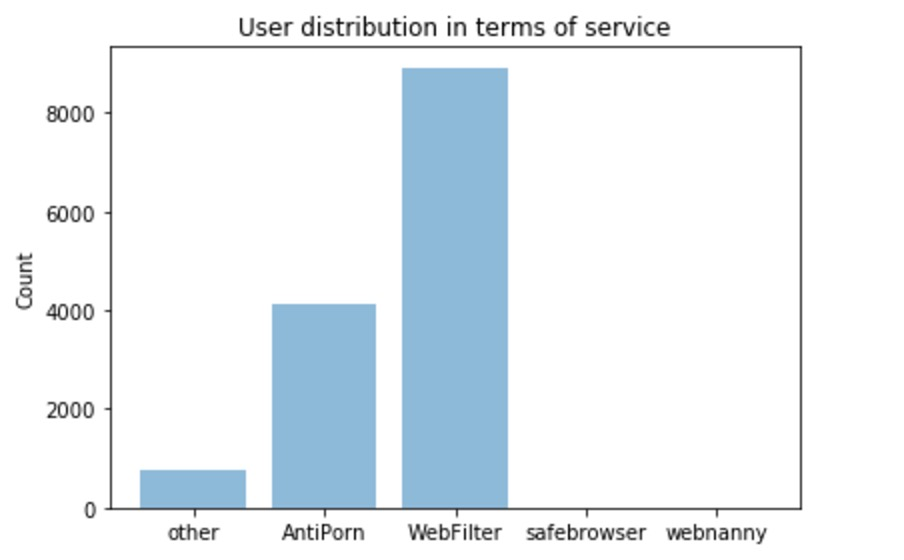 User distribution in terms of service
8000
6000
4000
2000
0
Count
other AntiPorn WebFilter safebrowser webnanny